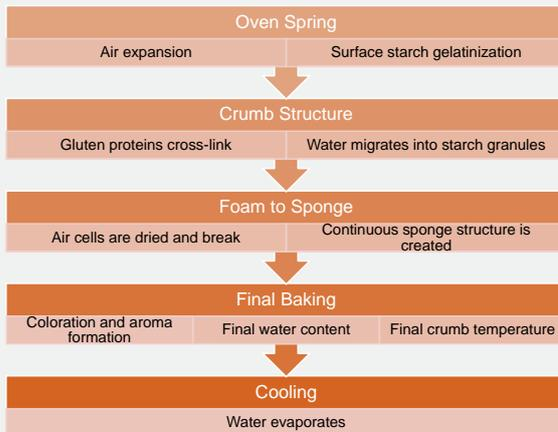 Oven Spring
Air expansion
Surface starch gelatinization
Crumb Structure
Gluten proteins cross-link
Water migrates into starch granules
Foam to Sponge
Air cells are dried and break
Continuous sponge structure is
created
Final Baking
Coloration and aroma
formation
Final water content
Final crumb temperature
Cooling
Water evaporates